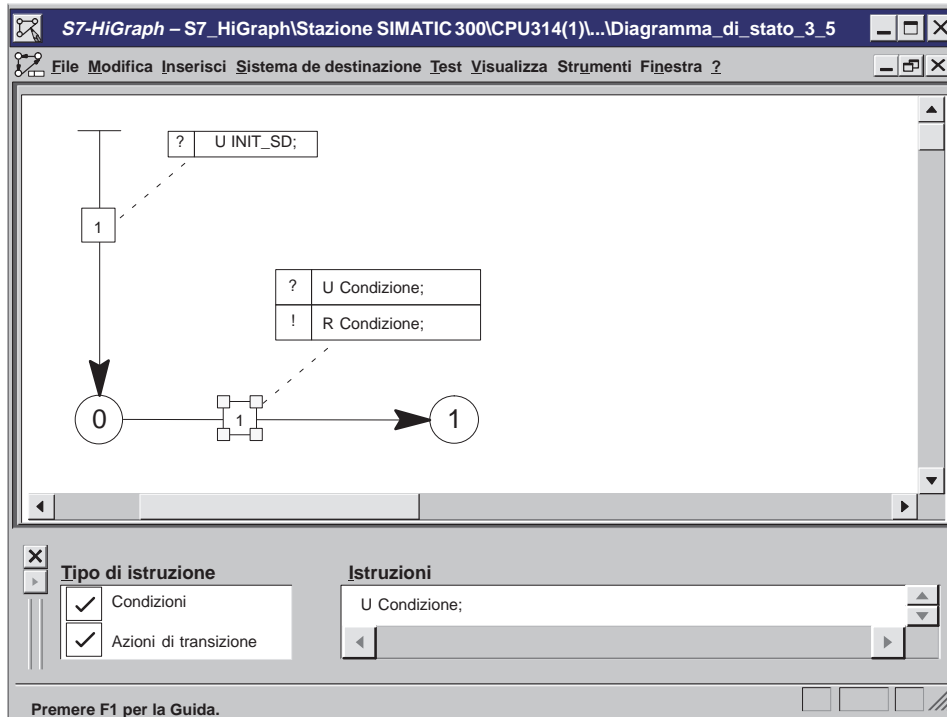 S7-HiGraph – S7_HiGraph\Stazione SIMATIC 300\CPU314(1)\...\Diagramma_di_stato_3_5
File Modifica Inserisci Sistema de destinazione Test Visualizza Strumenti Finestra ?
? U INIT_SD;
1
? U Condizione;
! R Condizione;
0 1 1
Tipo di istruzione Istruzioni
Condizioni U Condizione;
Azioni di transizione
Premere F1 per la Guida.